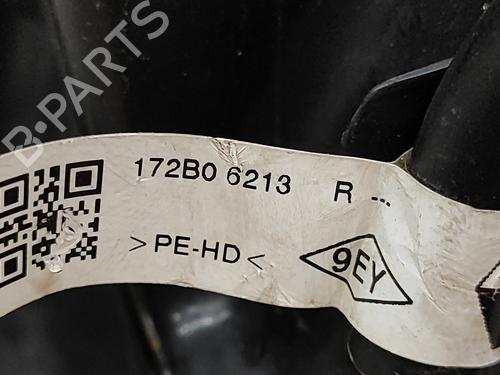 B-PARTS
172B0 6213 R ---
>PE-HD<
9EY